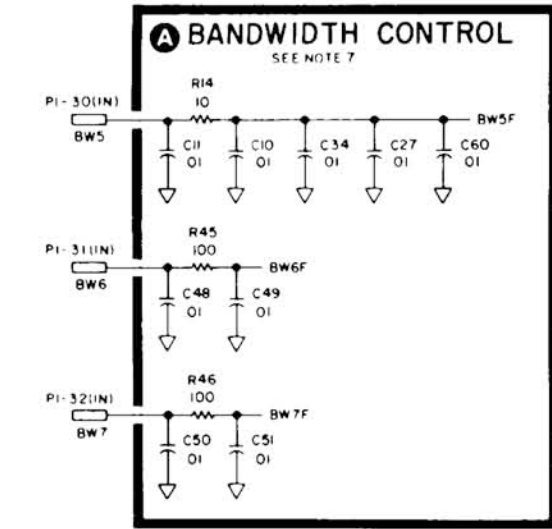 A BANDWIDTH CONTROL
SEE NOTE 7
R14
10
P1-30(IN)
BW5
BW5F
C11
01
C10
01
C34
01
C27
01
C60
01
R45
100
P1-31(IN)
BW6
BW6F
C48
01
C49
01
R46
100
P1-32(IN)
BW7
BW7F
C50
01
C51
01